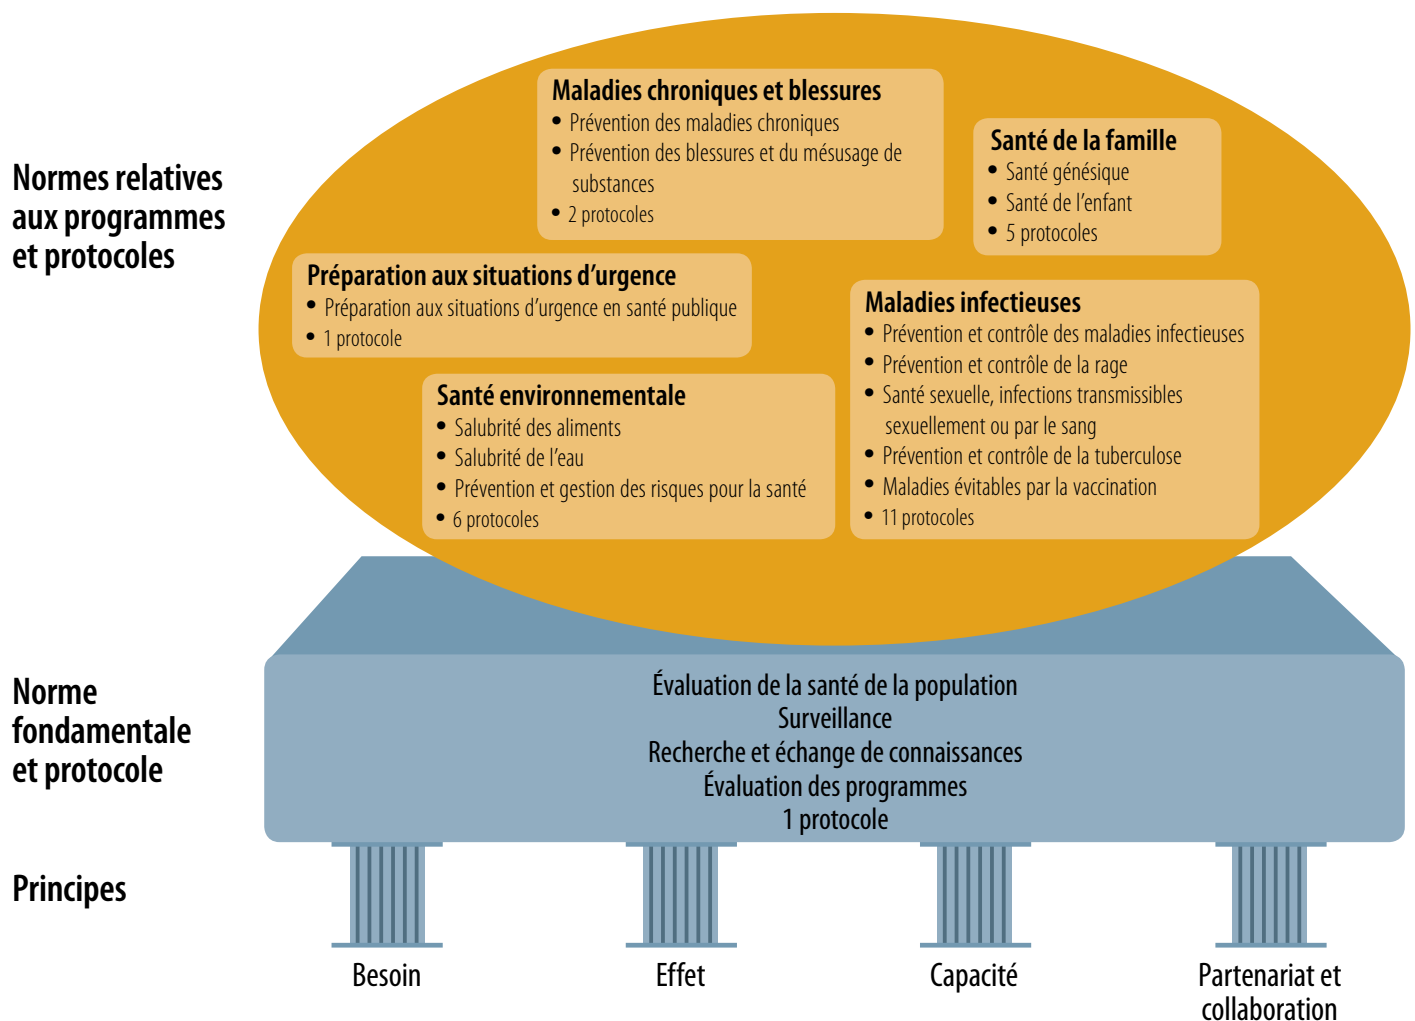 Normes relatives
aux programmes
et protocoles
Maladies chroniques et blessures
• Prévention des maladies chroniques
• Prévention des blessures et du mésusage de
substances
• 2 protocoles
Santé de la famille
• Santé génésique
• Santé de l’enfant
• 5 protocoles
Préparation aux situations d’urgence
• Préparation aux situations d’urgence en santé publique
• 1 protocole
Maladies infectieuses
• Prévention et contrôle des maladies infectieuses
• Prévention et contrôle de la rage
• Santé sexuelle, infections transmissibles
sexuellement ou par le sang
• Prévention et contrôle de la tuberculose
• Maladies évitables par la vaccination
• 11 protocoles
Santé environnementale
• Salubrité des aliments
• Salubrité de l’eau
• Prévention et gestion des risques pour la santé
• 6 protocoles
Norme
fondamentale
et protocole
Évaluation de la santé de la population
Surveillance
Recherche et échange de connaissances
Évaluation des programmes
1 protocole
Principes
Besoin
Effet
Capacité
Partenariat et
collaboration